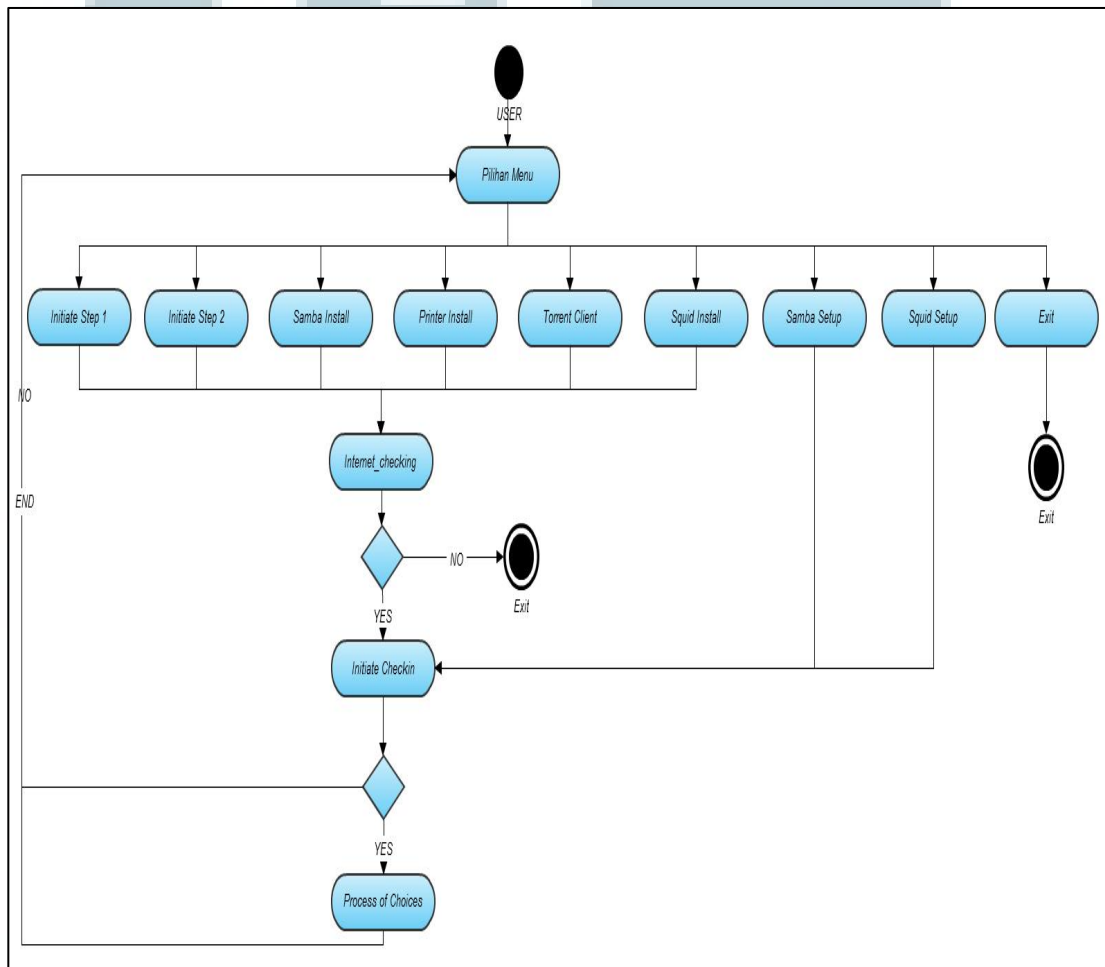 USER
Pilihan Menu
Initiate Step 1
Initiate Step 2
Samba Install
Printer Install
Torrent Client
Squid Install
Samba Setup
Squid Setup
Exit
NO
Internet_checking
END
Exit
NO
Exit
YES
Initiate Checkin
YES
Process of Choices